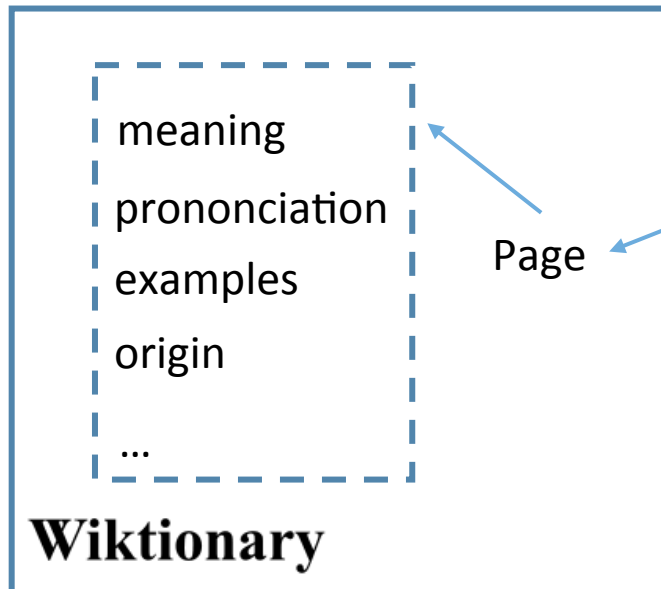 meaning
prononciation
examples
origin
...
Page
Wiktionary